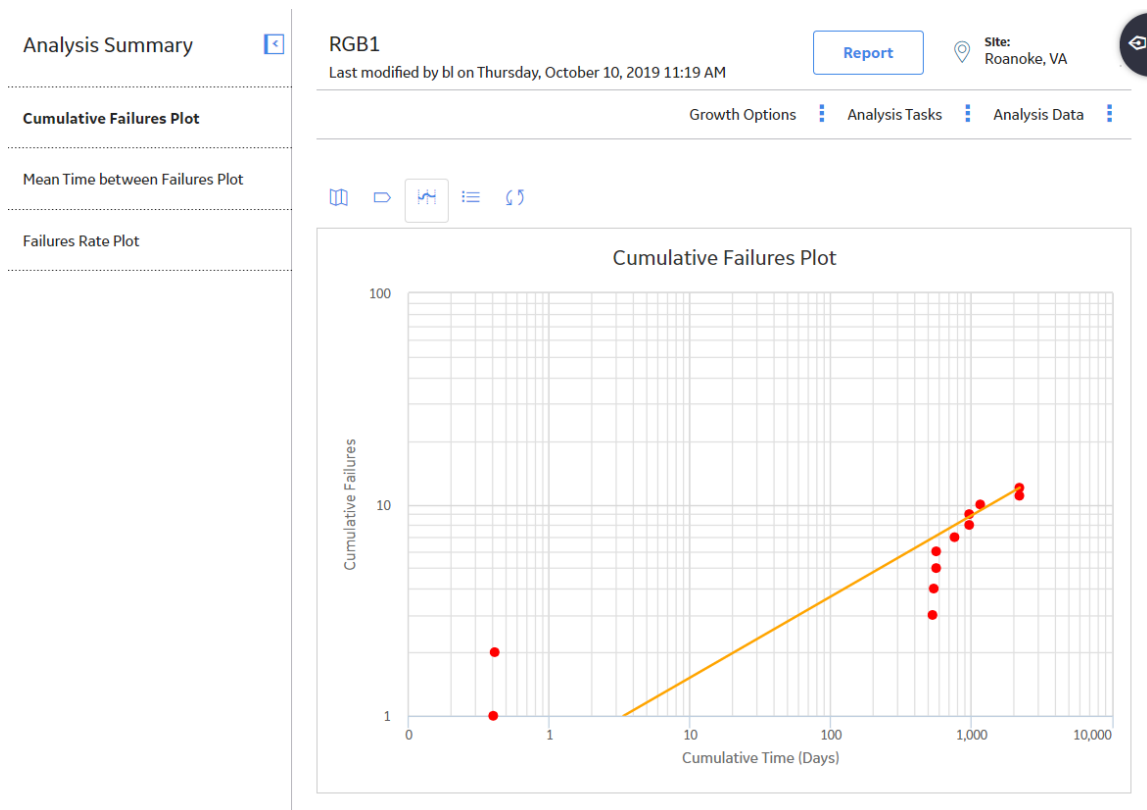 Analysis Summary
Cumulative Failures Plot
Mean Time between Failures Plot
Failures Rate Plot
RGB1
Last modified by bl on Thursday, October 10, 2019 11:19 AM
Report
Site:
Roanoke, VA
Growth Options
Analysis Tasks
Analysis Data
Cumulative Failures Plot
Cumulative Failures
100
10
1
0
1
10
100
1,000
10,000
Cumulative Time (Days)